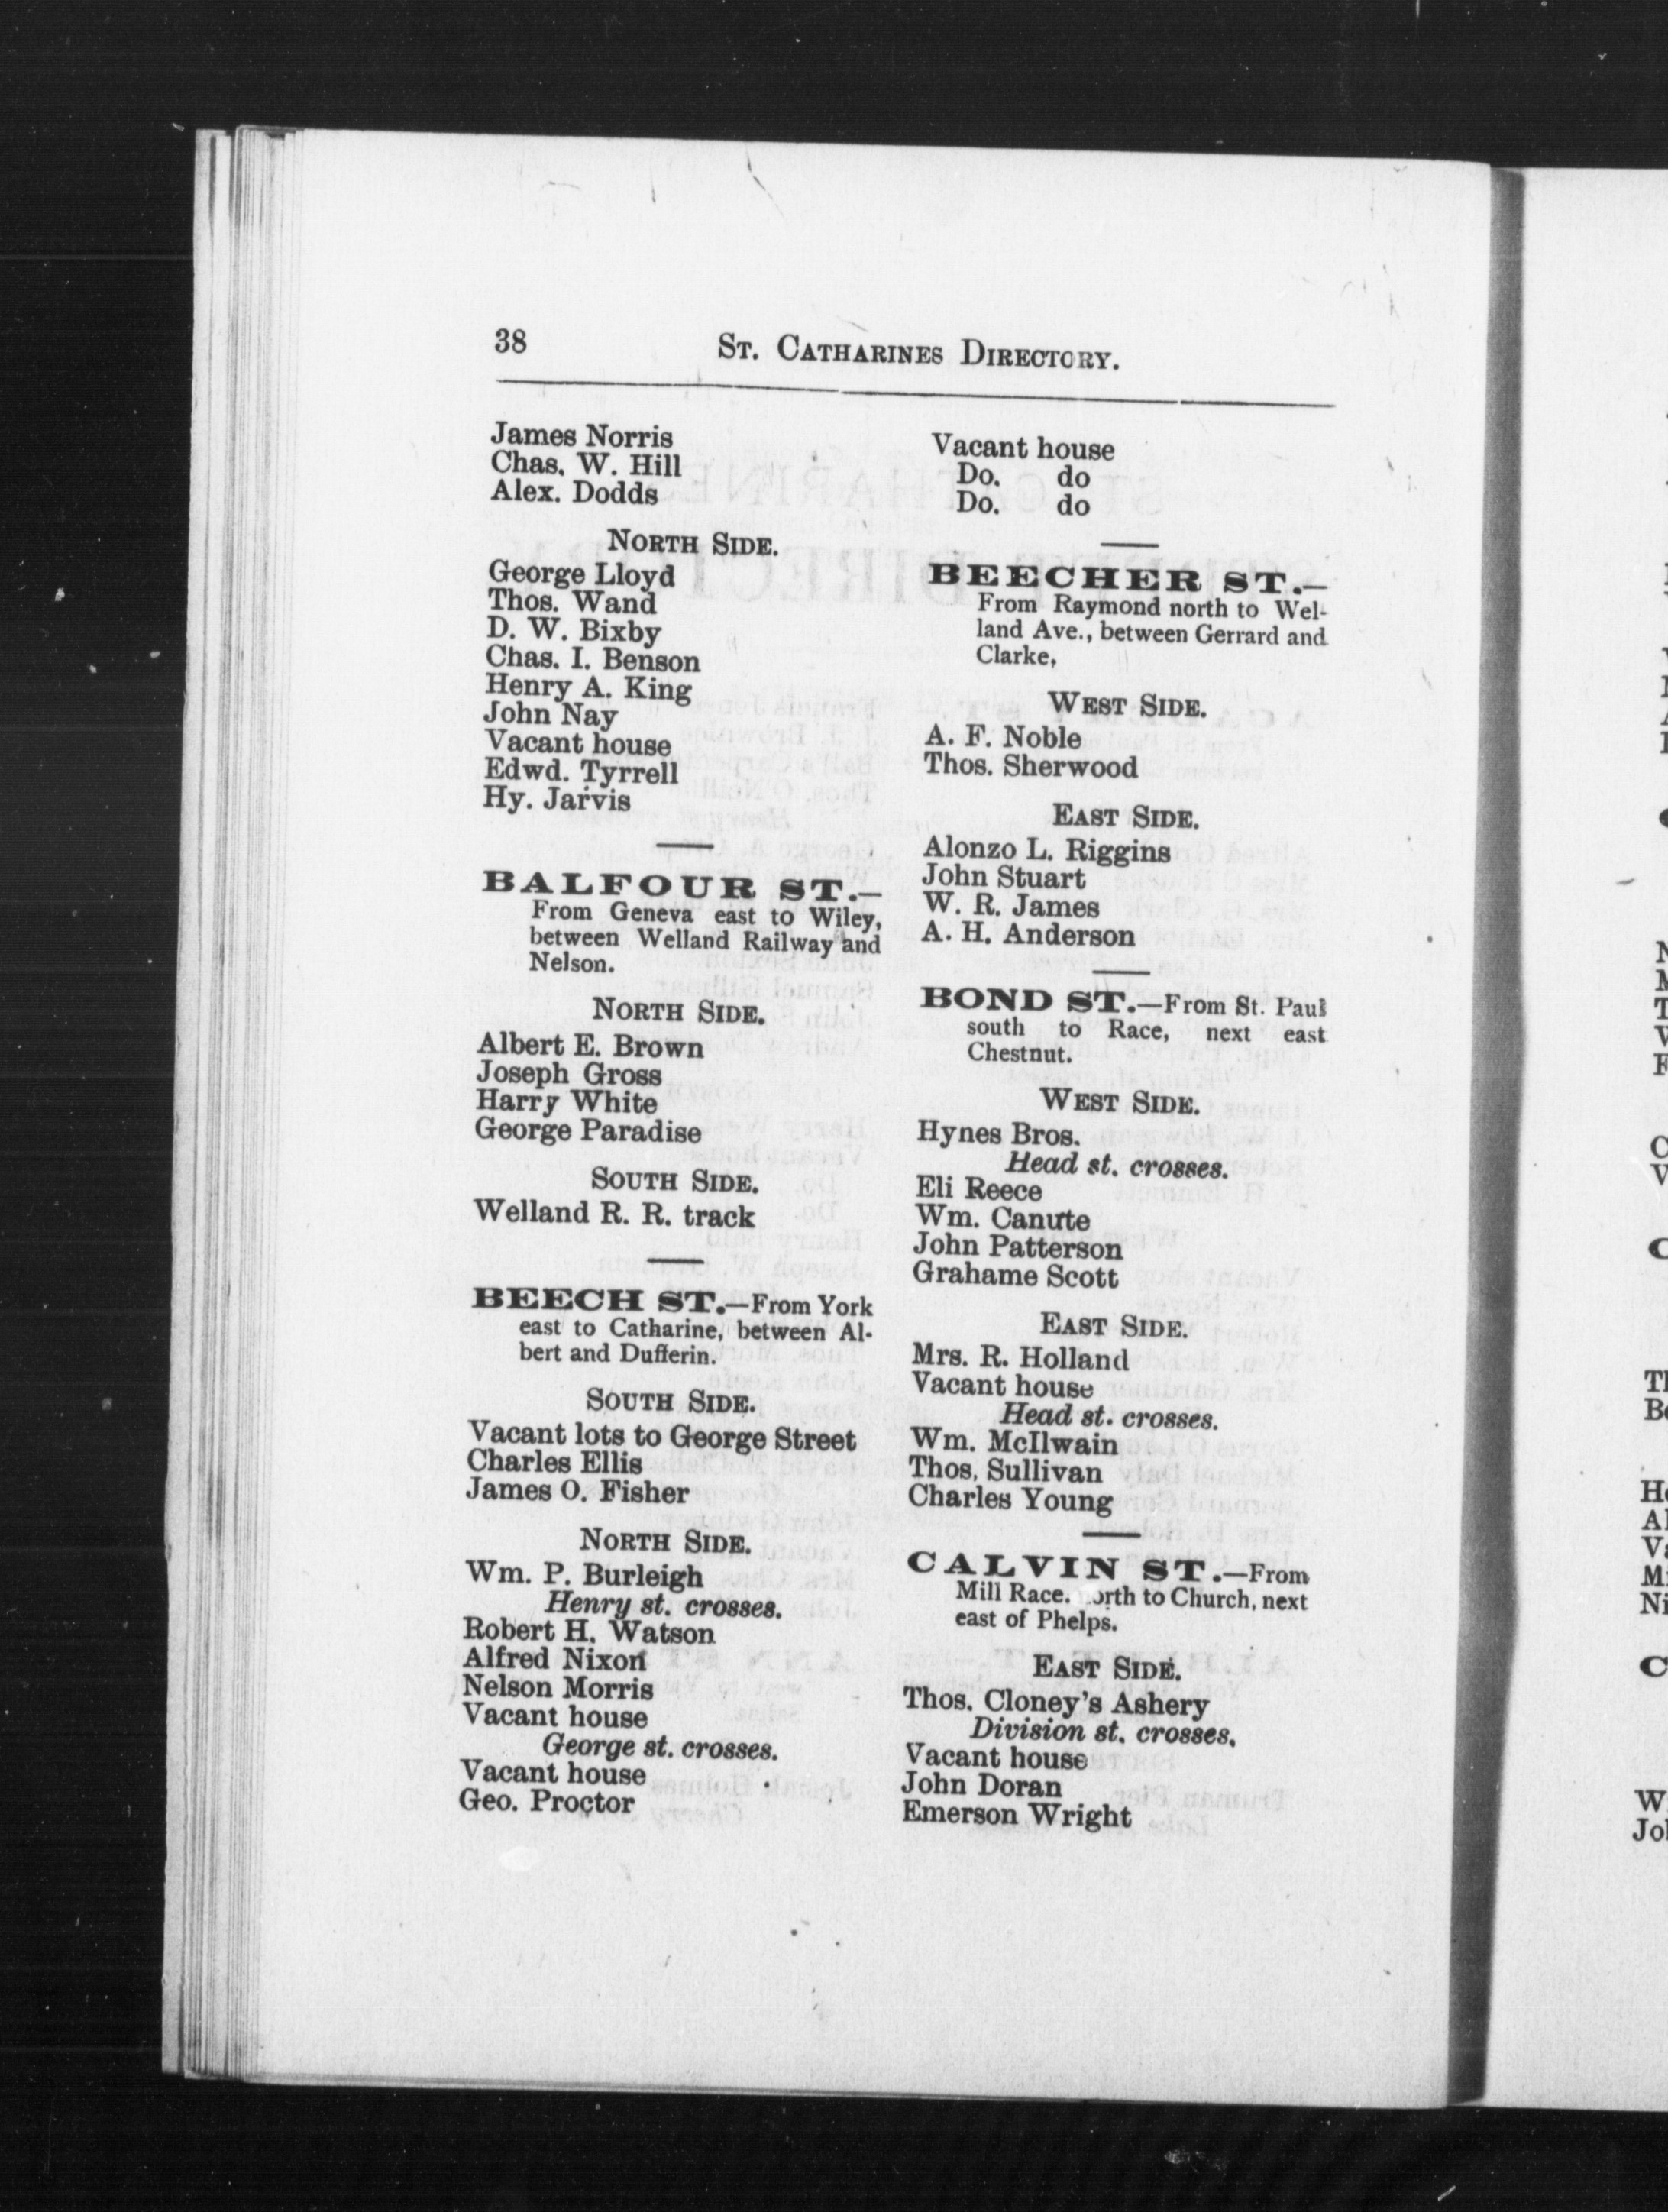 38
ST. CATHARINES DIRECTORY.
James Norris
Chas. W. Hill
Alex. Dodds
NORTH SIDE.
George Lloyd
Thos. Wand
D. W. Bixby
Chas. I. Benson
Henry A. King
John Nay
Vacant house
Edwd. Tyrrell
Hy. Jarvis
BALFOUR ST.—
From Geneva east to Wiley,
between Welland Railway and
Nelson.
NORTH SIDE.
Albert E. Brown
Joseph Gross
Harry White
George Paradise
SOUTH SIDE.
Welland R. R. track
BEECH ST.—From York
east to Catharine, between Al-
bert and Dufferin.
SOUTH SIDE.
Vacant lots to George Street
Charles Ellis
James O. Fisher
NORTH SIDE.
Wm. P. Burleigh
Henry st. crosses.
Robert H. Watson
Alfred Nixon
Nelson Morris
Vacant house
George st. crosses.
Vacant house
Geo. Proctor
Vacant house
Do. do
Do. do
BEECHER ST.—
From Raymond north to Wel-
land Ave., between Gerrard and
Clarke,
WEST SIDE.
A. F. Noble
Thos. Sherwood
EAST SIDE.
Alonzo L. Riggins
John Stuart
W. R. James
A. H. Anderson
BOND ST.—From St. Paul
south to Race, next east
Chestnut.
WEST SIDE.
Hynes Bros.
Head st. crosses.
Eli Reece
Wm. Canute
John Patterson
Grahame Scott
EAST SIDE.
Mrs. R. Holland
Vacant house
Head st. crosses.
Wm. McIlwain
Thos. Sullivan
Charles Young
CALVIN ST.—From
Mill Race. north to Church, next
east of Phelps.
EAST SIDE.
Thos. Cloney's Ashery
Division st. crosses.
Vacant house
John Doran
Emerson Wright